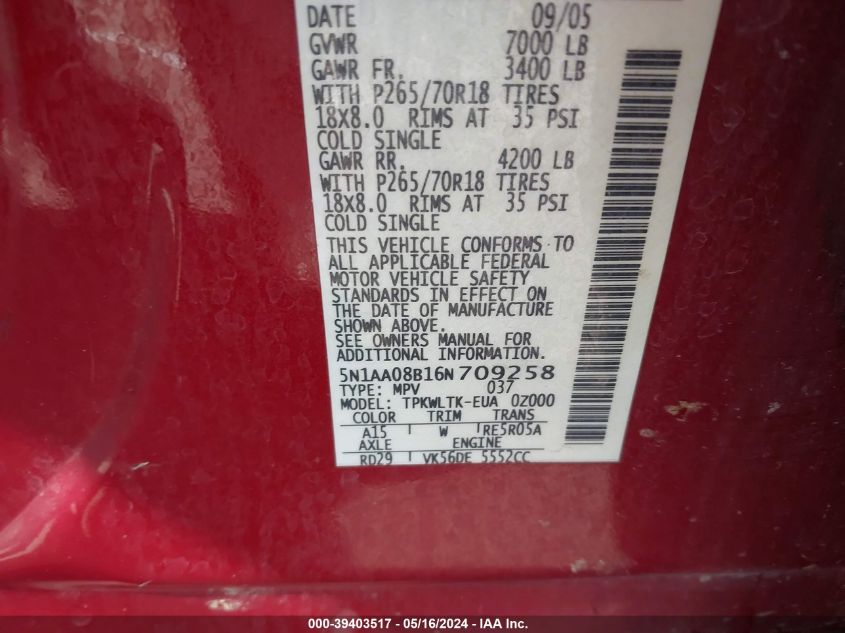 DATE 09/05
GVWR 7000 LB
GAWR FR. 3400 LB
WITH P265/70R18 TIRES
18X8.0 RIMS AT 35 PSI
COLD SINGLE
GAWR RR. 4200 LB
WITH P265/70R18 TIRES
18X8.0 RIMS AT 35 PSI
COLD SINGLE
THIS VEHICLE CONFORMS TO
ALL APPLICABLE FEDERAL
MOTOR VEHICLE SAFETY
STANDARDS IN EFFECT ON
THE DATE OF MANUFACTURE
SHOWN ABOVE.
SEE OWNERS MANUAL FOR
ADDITIONAL INFORMATION.
5N1AA08B16N709258
TYPE: MPV 037
MODEL: TPKWLTK-EUA 0Z000
COLOR TRIM TRANS
A15 W RE5R05A
AXLE ENGINE
RD29 VK56DE 5552CC
000-39403517 - 05/16/2024 - IAA, Inc.